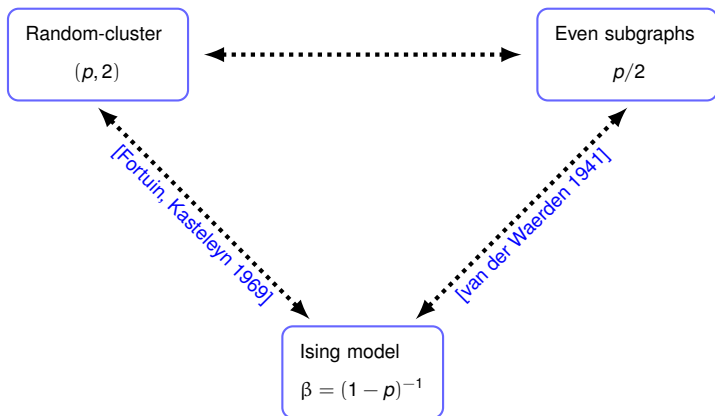 Random-cluster
(p, 2)
Even subgraphs
p/2
[Fortuin, Kasteleyn 1969]
[van der Waerden 1941]
Ising model
β = (1 − p)⁻¹